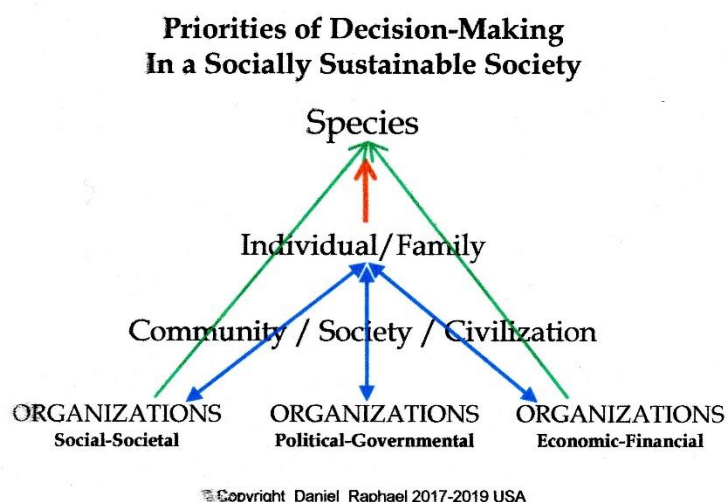 Priorities of Decision-Making
In a Socially Sustainable Society
Species
Individual/Family
Community / Society / Civilization
ORGANIZATIONS ORGANIZATIONS ORGANIZATIONS
Social-Societal Political-Governmental Economic-Financial
© Copyright Daniel Raphael 2017-2019 USA